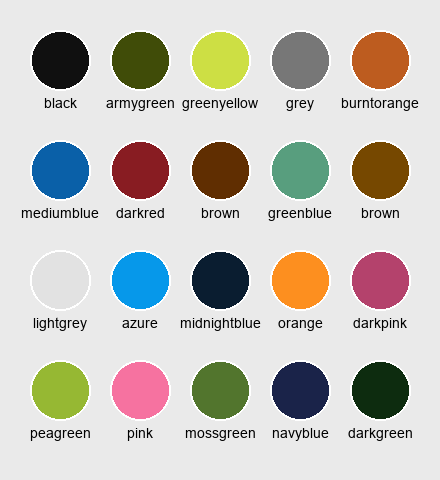 black armygreen greenyellow grey burntorange
mediumblue darkred brown greenblue brown
lightgrey azure midnightblue orange darkpink
peagreen pink mossgreen navyblue darkgreen